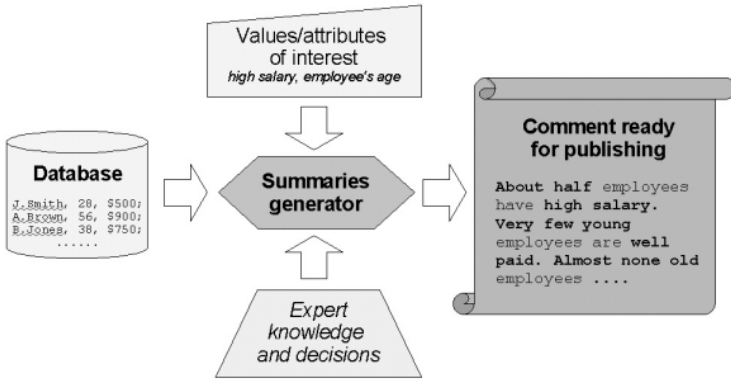 Values/attributes
of interest
high salary, employee's age
Database
J.Smith, 28, $500;
A.Brown, 56, $900;
B.Jones, 38, $750;
......
Summaries
generator
Expert
knowledge
and decisions
Comment ready
for publishing
About half employees
have high salary.
Very few young
employees are well
paid. Almost none old
employees ....